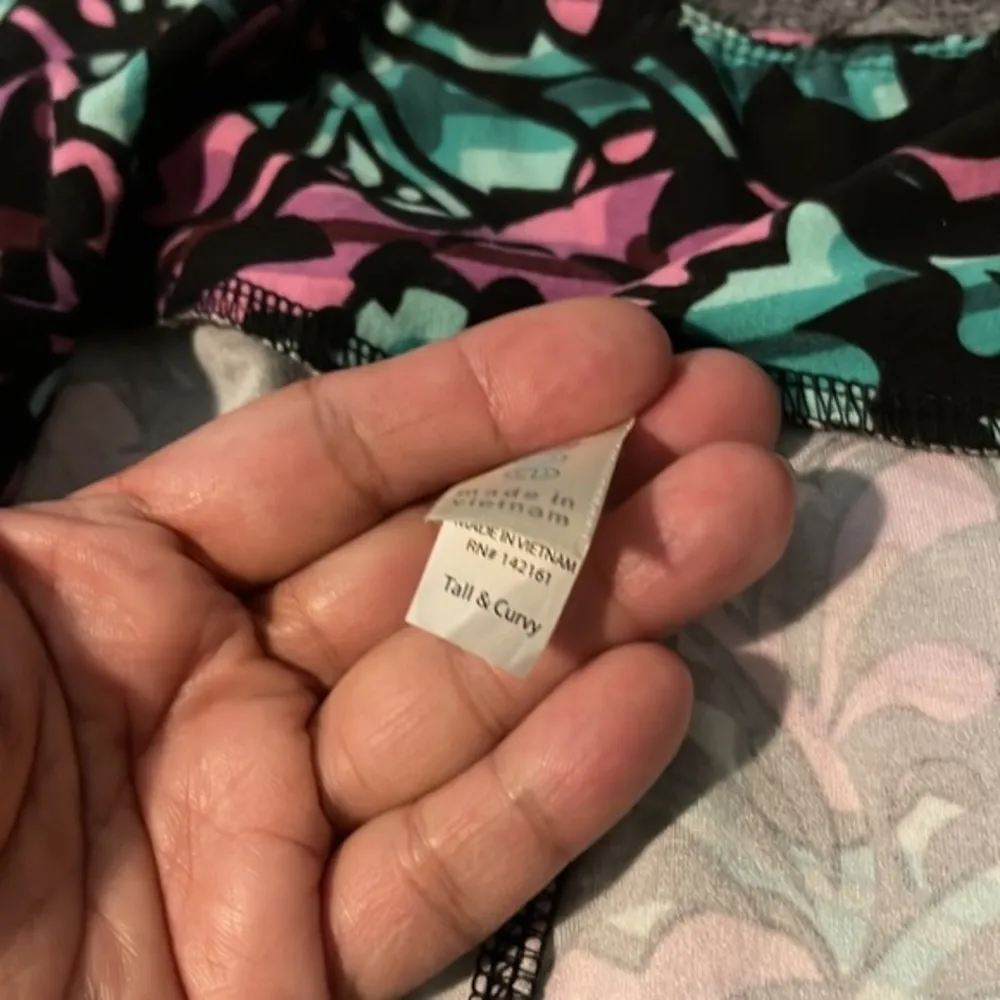 made in
vietnam
MADE IN VIETNAM
RN# 142161
Tall & Curvy